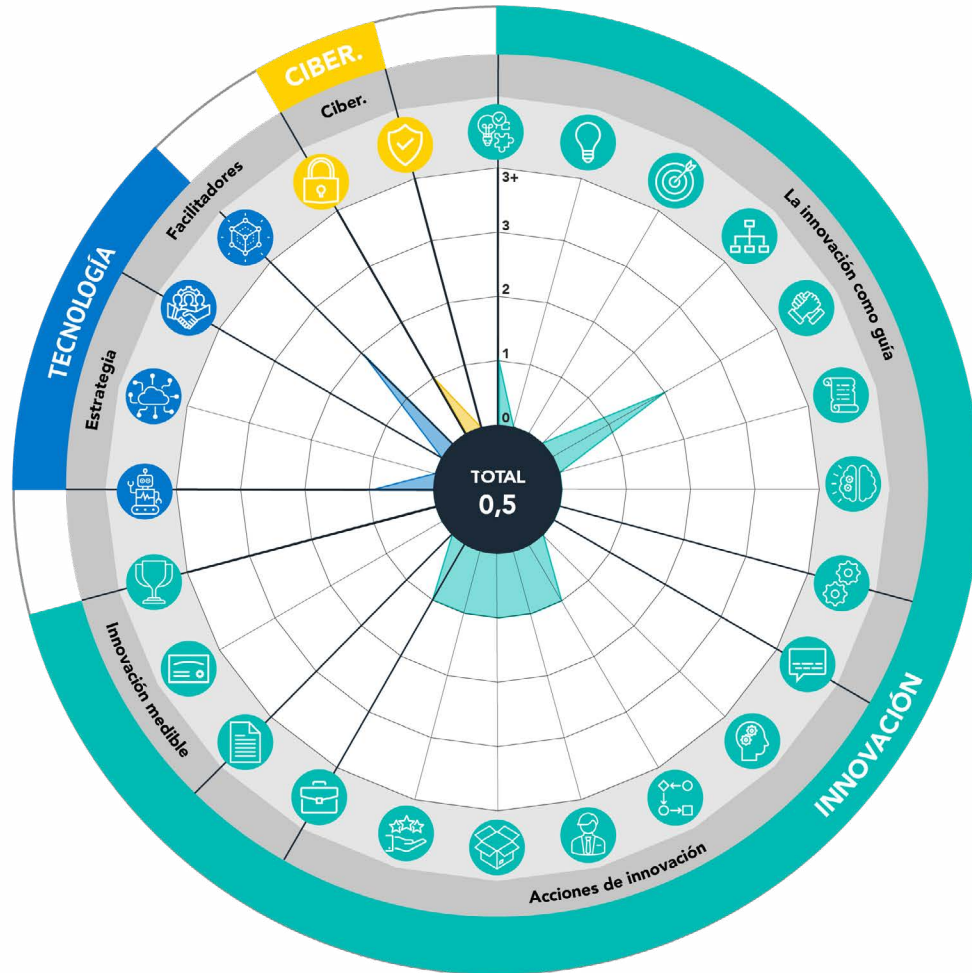 CIBER.
Ciber.
TECNOLOGÍA
Facilitadores
Estrategia
La innovación como guía
3+
3
2
1
0
TOTAL
0,5
Innovación medible
INNOVACIÓN
Acciones de innovación